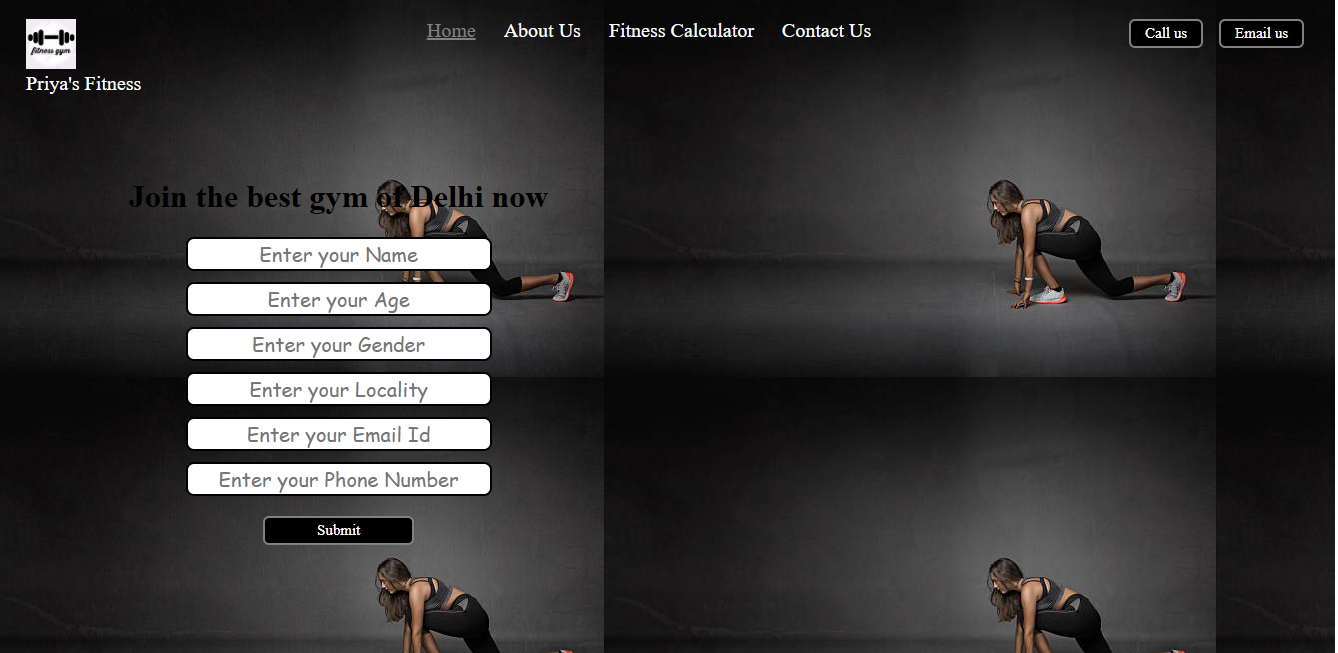 fitness gym
Priya's Fitness
Home About Us Fitness Calculator Contact Us
Call us Email us
Join the best gym of Delhi now
Enter your Name
Enter your Age
Enter your Gender
Enter your Locality
Enter your Email Id
Enter your Phone Number
Submit